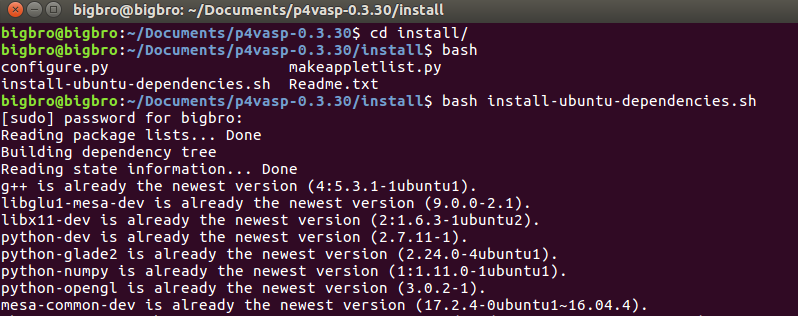 bigbro@bigbro: ~/Documents/p4vasp-0.3.30/install
bigbro@bigbro:~/Documents/p4vasp-0.3.30$ cd install/
bigbro@bigbro:~/Documents/p4vasp-0.3.30/install$ bash
configure.py makeappletlist.py
install-ubuntu-dependencies.sh Readme.txt
bigbro@bigbro:~/Documents/p4vasp-0.3.30/install$ bash install-ubuntu-dependencies.sh
[sudo] password for bigbro:
Reading package lists... Done
Building dependency tree
Reading state information... Done
g++ is already the newest version (4:5.3.1-1ubuntu1).
libglu1-mesa-dev is already the newest version (9.0.0-2.1).
libx11-dev is already the newest version (2:1.6.3-1ubuntu2).
python-dev is already the newest version (2.7.11-1).
python-glade2 is already the newest version (2.24.0-4ubuntu1).
python-numpy is already the newest version (1:1.11.0-1ubuntu1).
python-opengl is already the newest version (3.0.2-1).
mesa-common-dev is already the newest version (17.2.4-0ubuntu1~16.04.4).